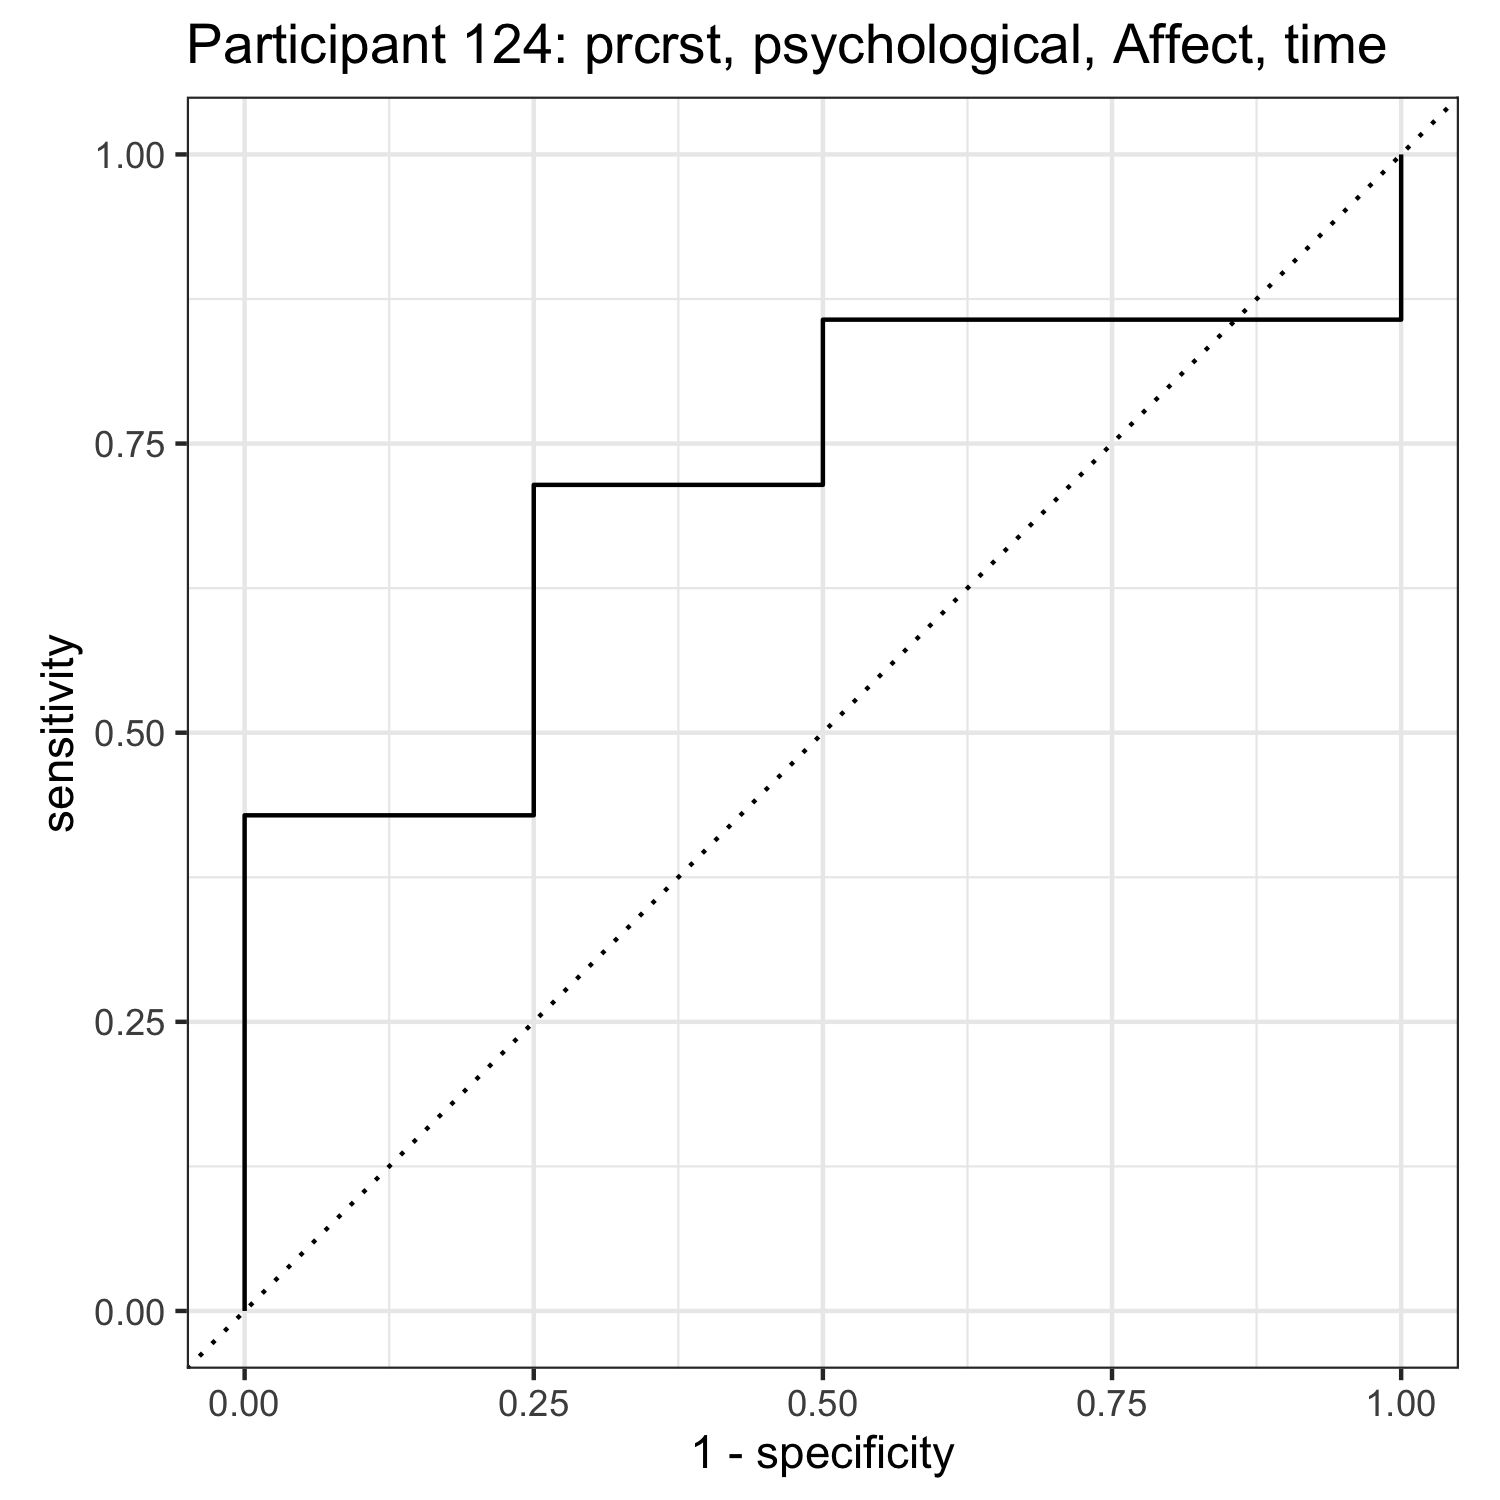 Participant 124: prcrst, psychological, Affect, time
1.00
0.75
0.50
0.25
0.00
sensitivity
0.00 0.25 0.50 0.75 1.00
1 - specificity